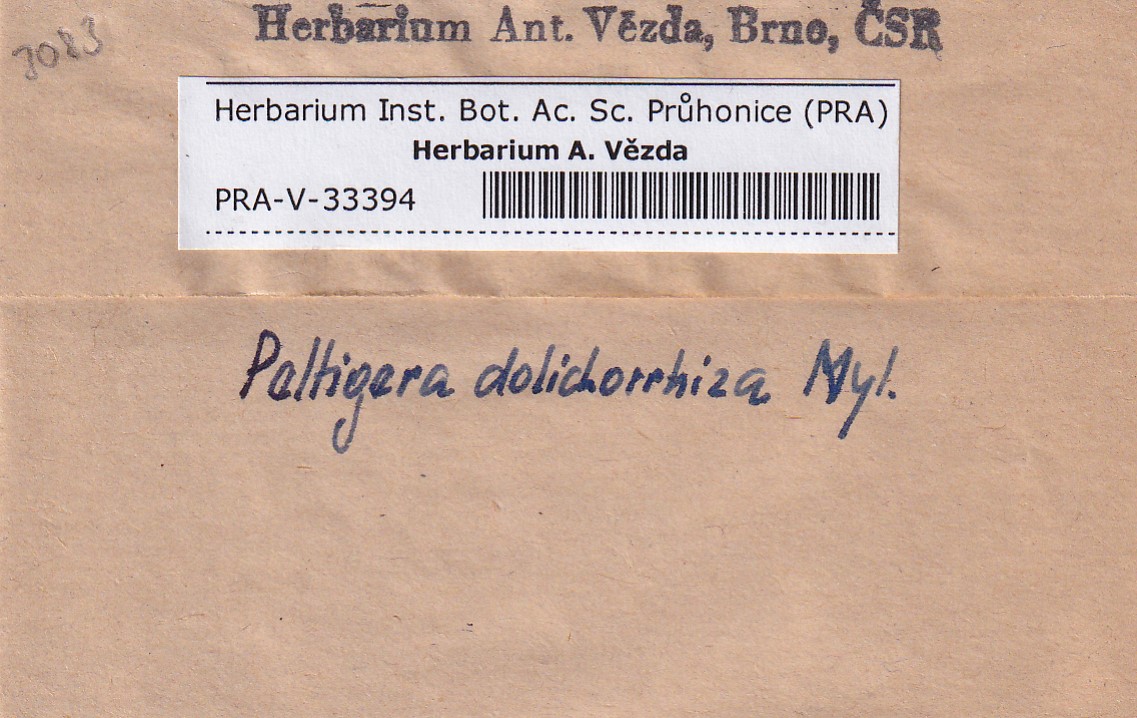 3083
Herbarium Ant. Vězda, Brno, ČSR
Herbarium Inst. Bot. Ac. Sc. Průhonice (PRA)
Herbarium A. Vězda
PRA-V-33394
Peltigera dolichorrhiza Nyl.